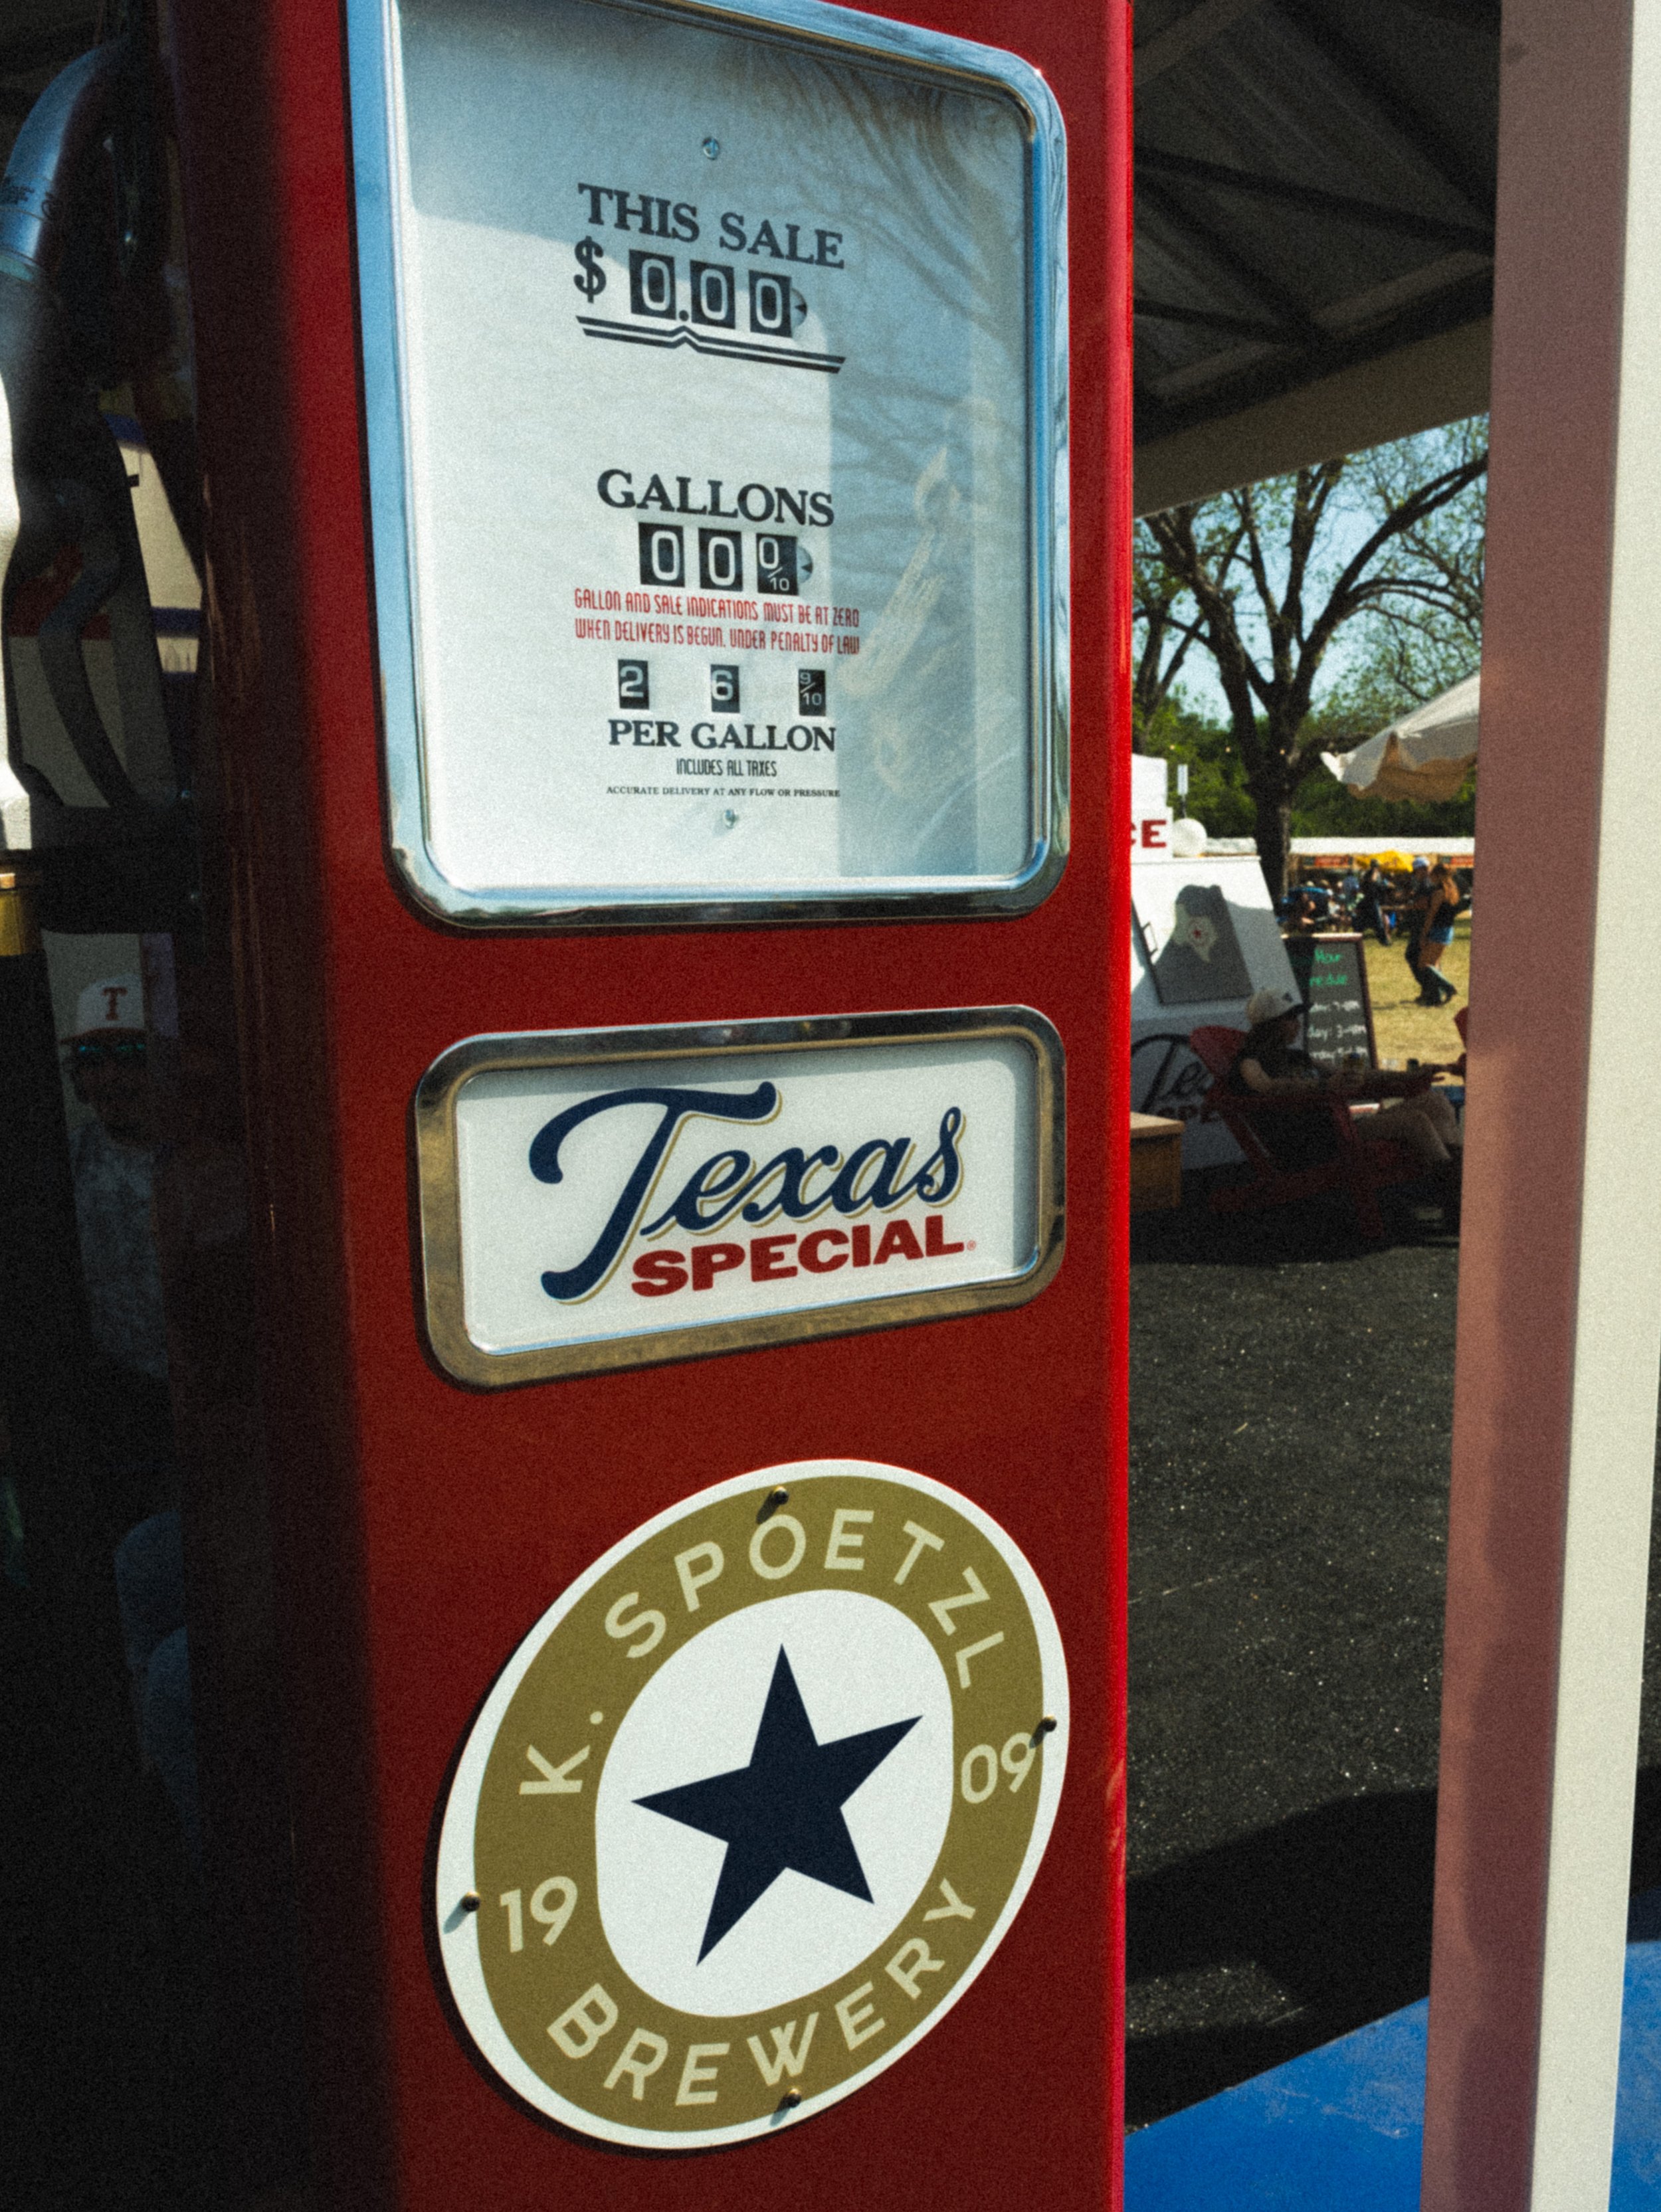 THIS SALE
$ 0.00
GALLONS
0 0 0/10
GALLON AND SALE INDICATIONS MUST BE AT ZERO
WHEN DELIVERY IS BEGUN. UNDER PENALTY OF LAW
2 6 9/10
PER GALLON
INCLUDES ALL TAXES
ACCURATE DELIVERY AT ANY FLOW OR PRESSURE
Texas
SPECIAL®
K. SPOETZL
19 09
BREWERY
T